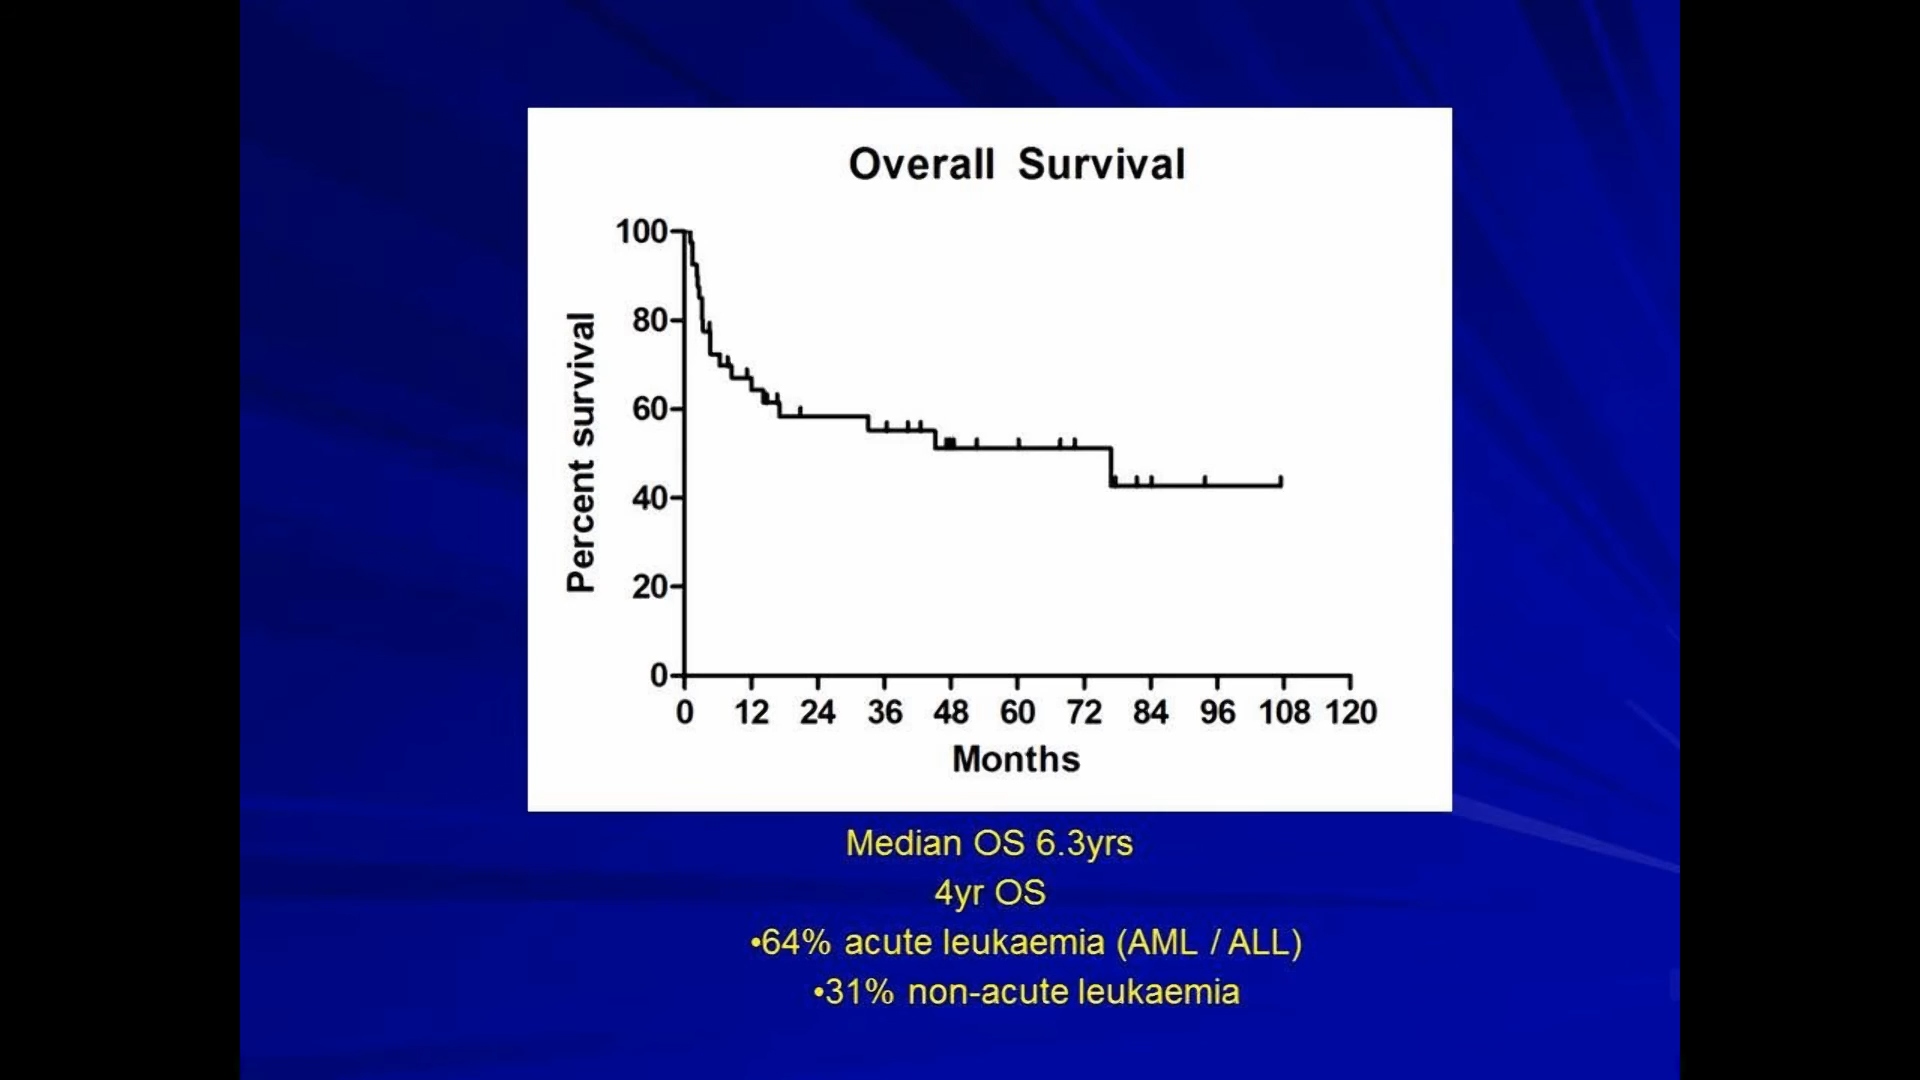 Overall Survival
Percent survival
100
80
60
40
20
0
0 12 24 36 48 60 72 84 96 108 120
Months
Median OS 6.3yrs
4yr OS
•64% acute leukaemia (AML / ALL)
•31% non-acute leukaemia